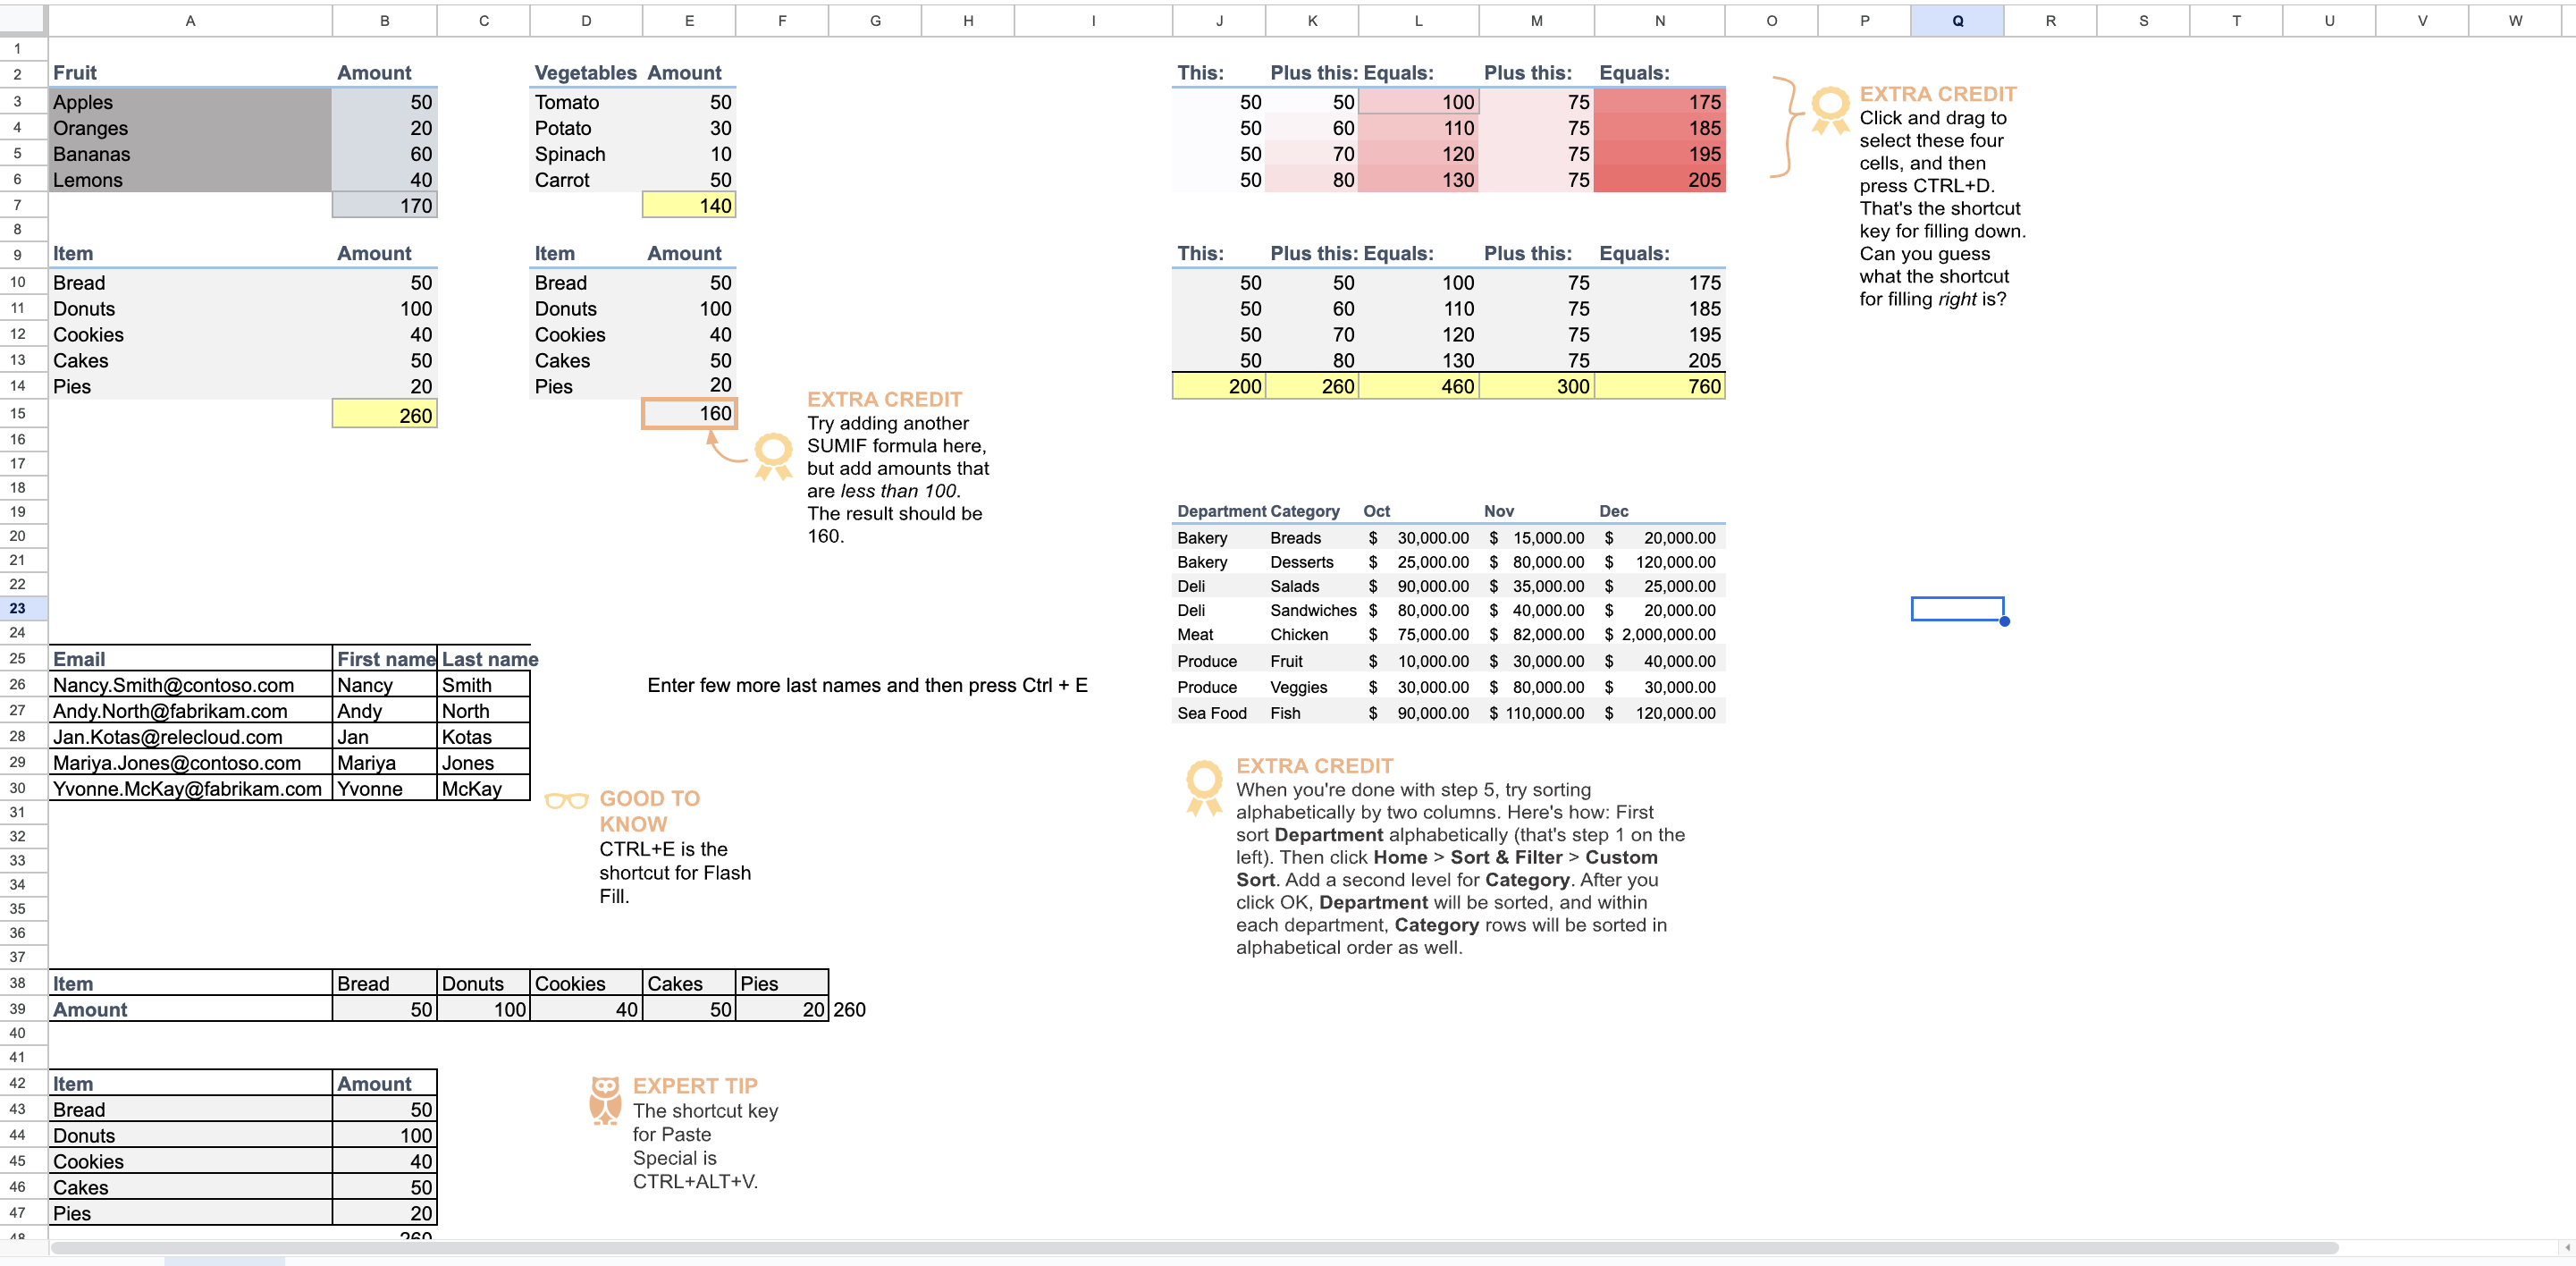 A B C D E F G H I J K L M N O P Q R S T U V W
1
2 Fruit Amount Vegetables Amount This: Plus this: Equals: Plus this: Equals:
3 Apples 50 Tomato 50 50 50 100 75 175
4 Oranges 20 Potato 30 50 60 110 75 185
5 Bananas 60 Spinach 10 50 70 120 75 195
6 Lemons 40 Carrot 50 50 80 130 75 205
7 170 140
EXTRA CREDIT
Click and drag to
select these four
cells, and then
press CTRL+D.
That's the shortcut
key for filling down.
Can you guess
what the shortcut
for filling right is?
8
9 Item Amount Item Amount This: Plus this: Equals: Plus this: Equals:
10 Bread 50 Bread 50 50 50 100 75 175
11 Donuts 100 Donuts 100 50 60 110 75 185
12 Cookies 40 Cookies 40 50 70 120 75 195
13 Cakes 50 Cakes 50 50 80 130 75 205
14 Pies 20 Pies 20 200 260 460 300 760
15 260 160
EXTRA CREDIT
Try adding another
SUMIF formula here,
but add amounts that
are less than 100.
The result should be
160.
16
17
18
19 Department Category Oct Nov Dec
20 Bakery Breads $ 30,000.00 $ 15,000.00 $ 20,000.00
21 Bakery Desserts $ 25,000.00 $ 80,000.00 $ 120,000.00
22 Deli Salads $ 90,000.00 $ 35,000.00 $ 25,000.00
23 Deli Sandwiches $ 80,000.00 $ 40,000.00 $ 20,000.00
24 Meat Chicken $ 75,000.00 $ 82,000.00 $ 2,000,000.00
25 Email First name Last name Produce Fruit $ 10,000.00 $ 30,000.00 $ 40,000.00
26 Nancy.Smith@contoso.com Nancy Smith Enter few more last names and then press Ctrl + E Produce Veggies $ 30,000.00 $ 80,000.00 $ 30,000.00
27 Andy.North@fabrikam.com Andy North Sea Food Fish $ 90,000.00 $ 110,000.00 $ 120,000.00
28 Jan.Kotas@relecloud.com Jan Kotas
29 Mariya.Jones@contoso.com Mariya Jones
30 Yvonne.McKay@fabrikam.com Yvonne McKay
GOOD TO
KNOW
CTRL+E is the
shortcut for Flash
Fill.
EXTRA CREDIT
When you're done with step 5, try sorting
alphabetically by two columns. Here's how: First
sort Department alphabetically (that's step 1 on the
left). Then click Home > Sort & Filter > Custom
Sort. Add a second level for Category. After you
click OK, Department will be sorted, and within
each department, Category rows will be sorted in
alphabetical order as well.
31
32
33
34
35
36
37
38 Item Bread Donuts Cookies Cakes Pies
39 Amount 50 100 40 50 20 260
40
41
42 Item Amount
43 Bread 50
44 Donuts 100
45 Cookies 40
46 Cakes 50
47 Pies 20
48 260
EXPERT TIP
The shortcut key
for Paste
Special is
CTRL+ALT+V.